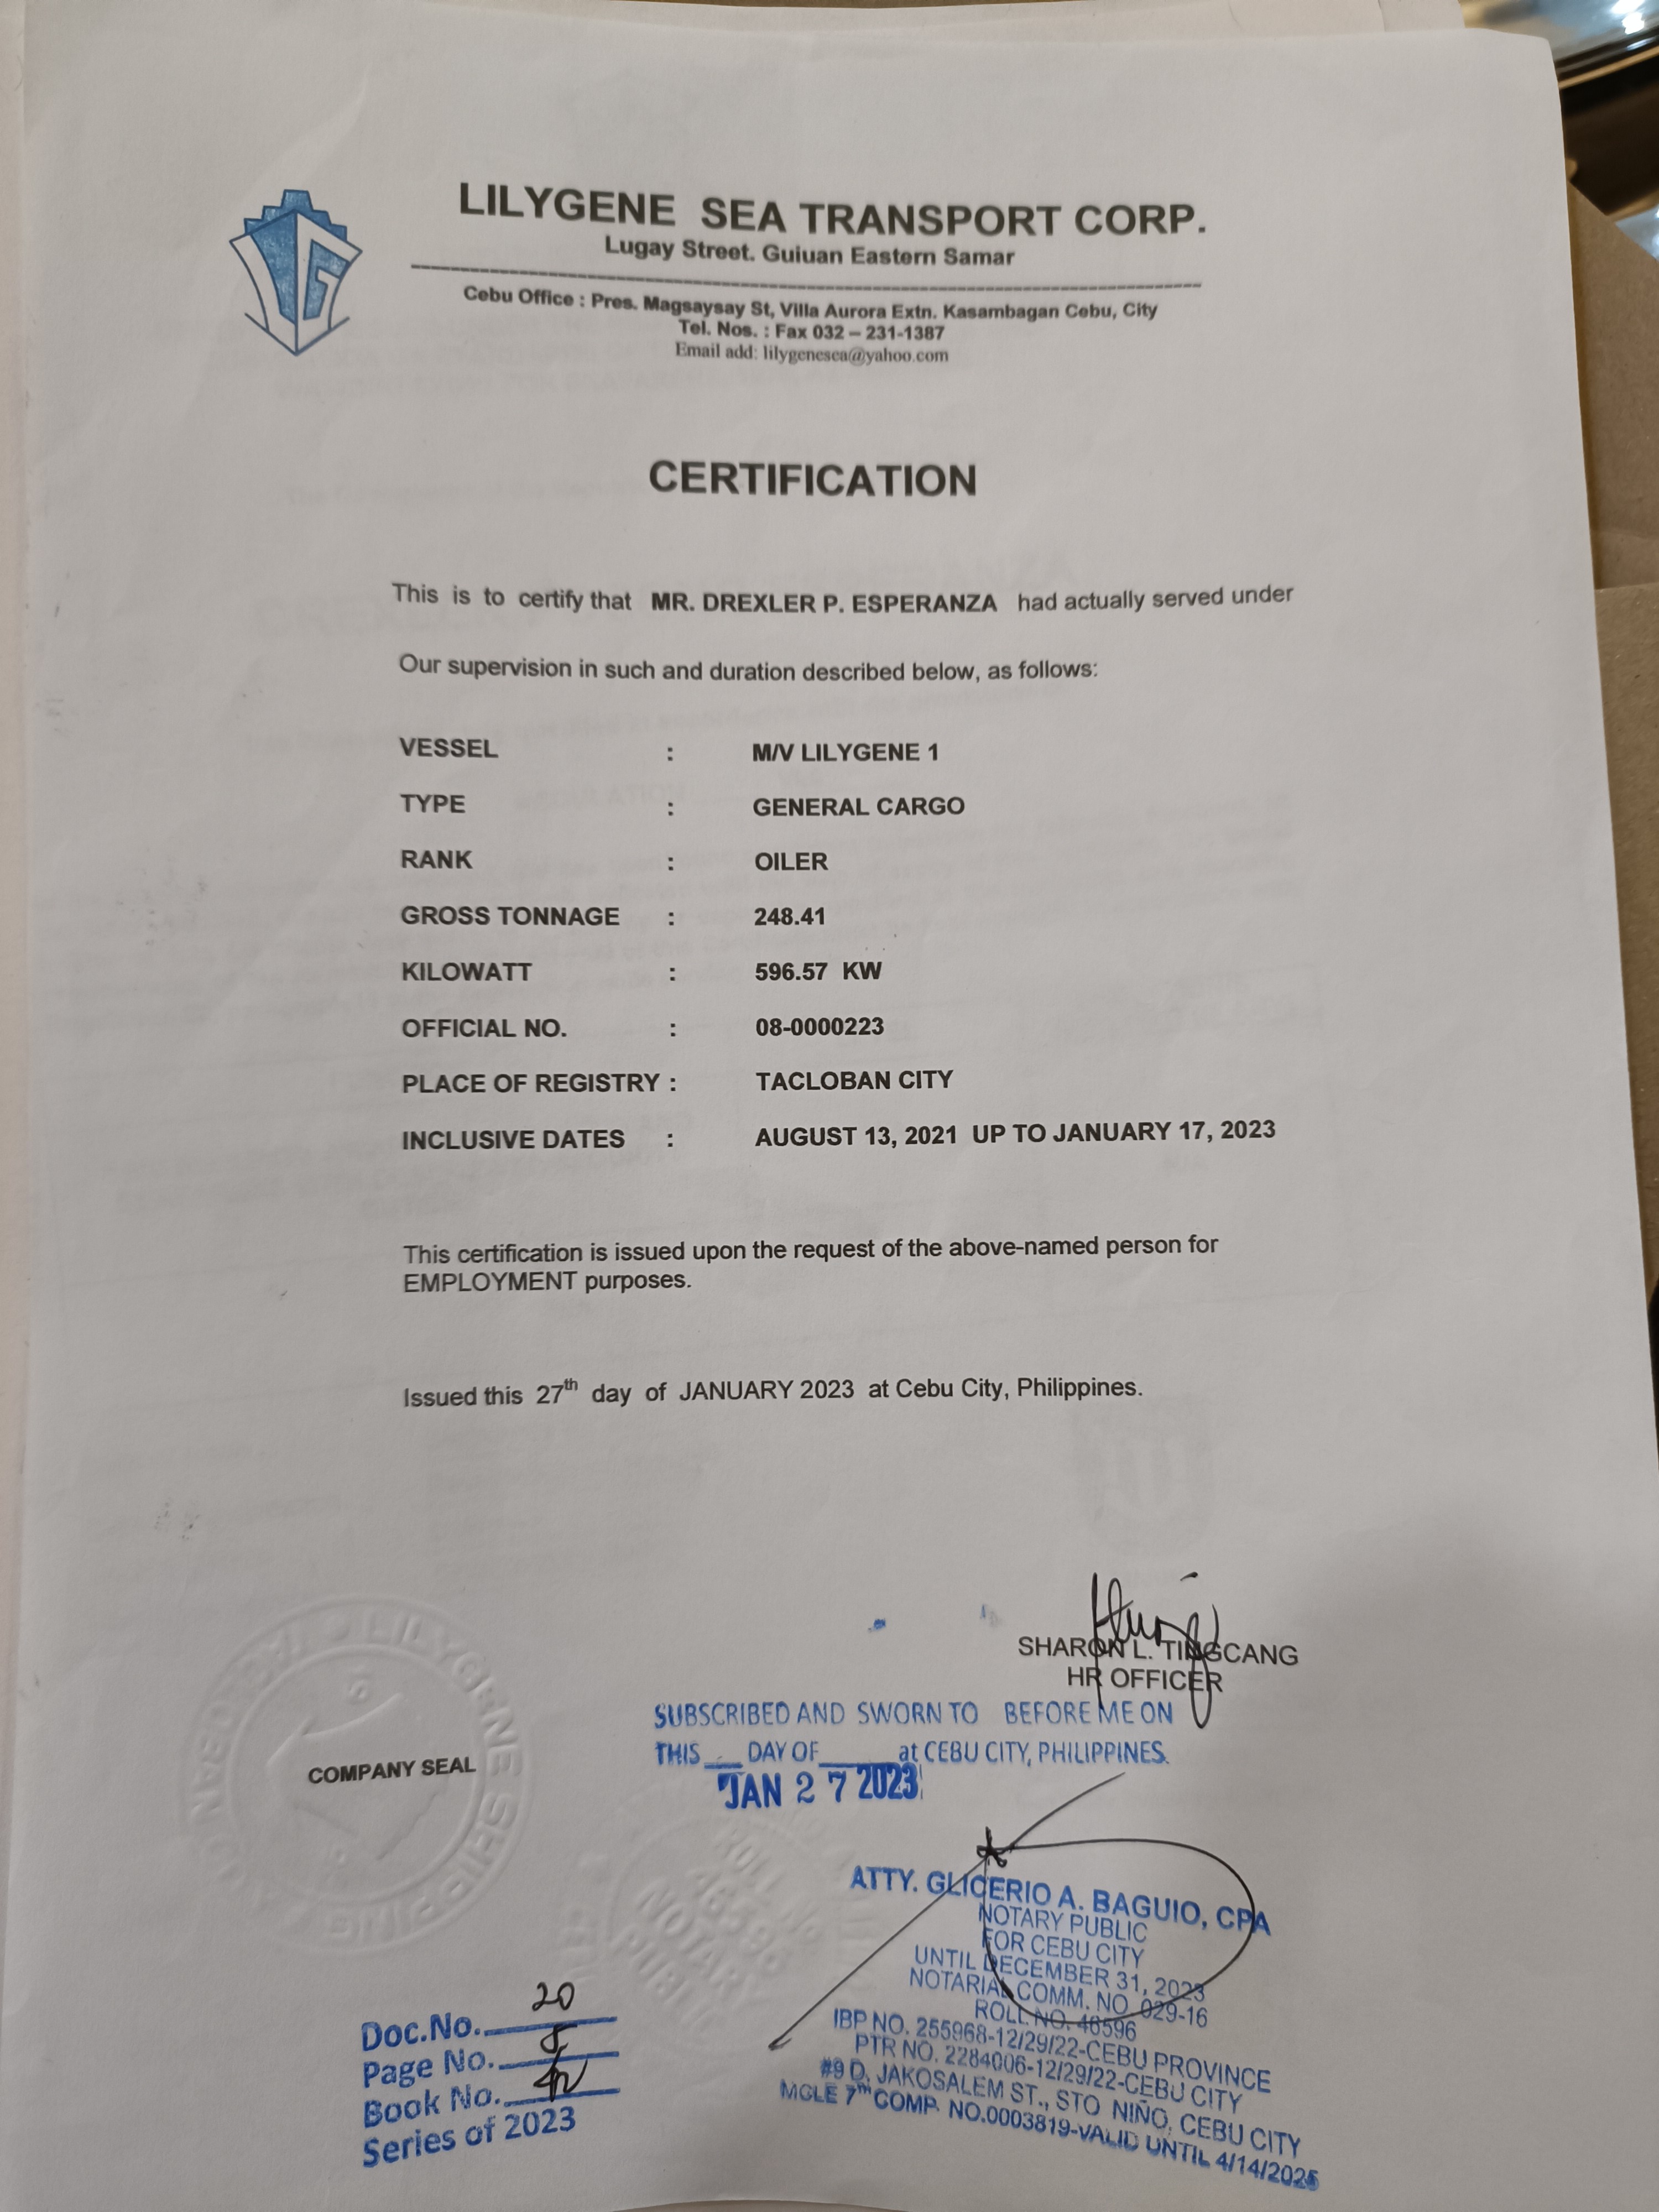 LILYGENE SEA TRANSPORT CORP.
Lugay Street. Guiuan Eastern Samar
Cebu Office : Pres. Magsaysay St, Villa Aurora Extn. Kasambagan Cebu, City
Tel. Nos. : Fax 032 – 231-1387
Email add: lilygenesea@yahoo.com
CERTIFICATION
This is to certify that MR. DREXLER P. ESPERANZA had actually served under
Our supervision in such and duration described below, as follows:
VESSEL : M/V LILYGENE 1
TYPE : GENERAL CARGO
RANK : OILER
GROSS TONNAGE : 248.41
KILOWATT : 596.57 KW
OFFICIAL NO. : 08-0000223
PLACE OF REGISTRY : TACLOBAN CITY
INCLUSIVE DATES : AUGUST 13, 2021 UP TO JANUARY 17, 2023
This certification is issued upon the request of the above-named person for
EMPLOYMENT purposes.
Issued this 27th day of JANUARY 2023 at Cebu City, Philippines.
SHARON L. TINGCANG
HR OFFICER
SUBSCRIBED AND SWORN TO BEFORE ME ON
THIS ___ DAY OF _____ at CEBU CITY, PHILIPPINES.
JAN 27 2023
LILYGENE SHIPPING
COMPANY SEAL
ROLL NO
NOTARY
PUBLIC
ATTY. GLICERIO A. BAGUIO, CPA
NOTARY PUBLIC
FOR CEBU CITY
UNTIL DECEMBER 31, 2023
NOTARIAL COMM. NO. 029-16
ROLL NO. 46596
IBP NO. 255968-12/29/22-CEBU PROVINCE
PTR NO. 2284006-12/29/22-CEBU CITY
#9 D. JAKOSALEM ST., STO NIÑO, CEBU CITY
MCLE 7th COMP. NO.0003819-VALID UNTIL 4/14/2025
Doc.No. 20
Page No. 5
Book No.
Series of 2023